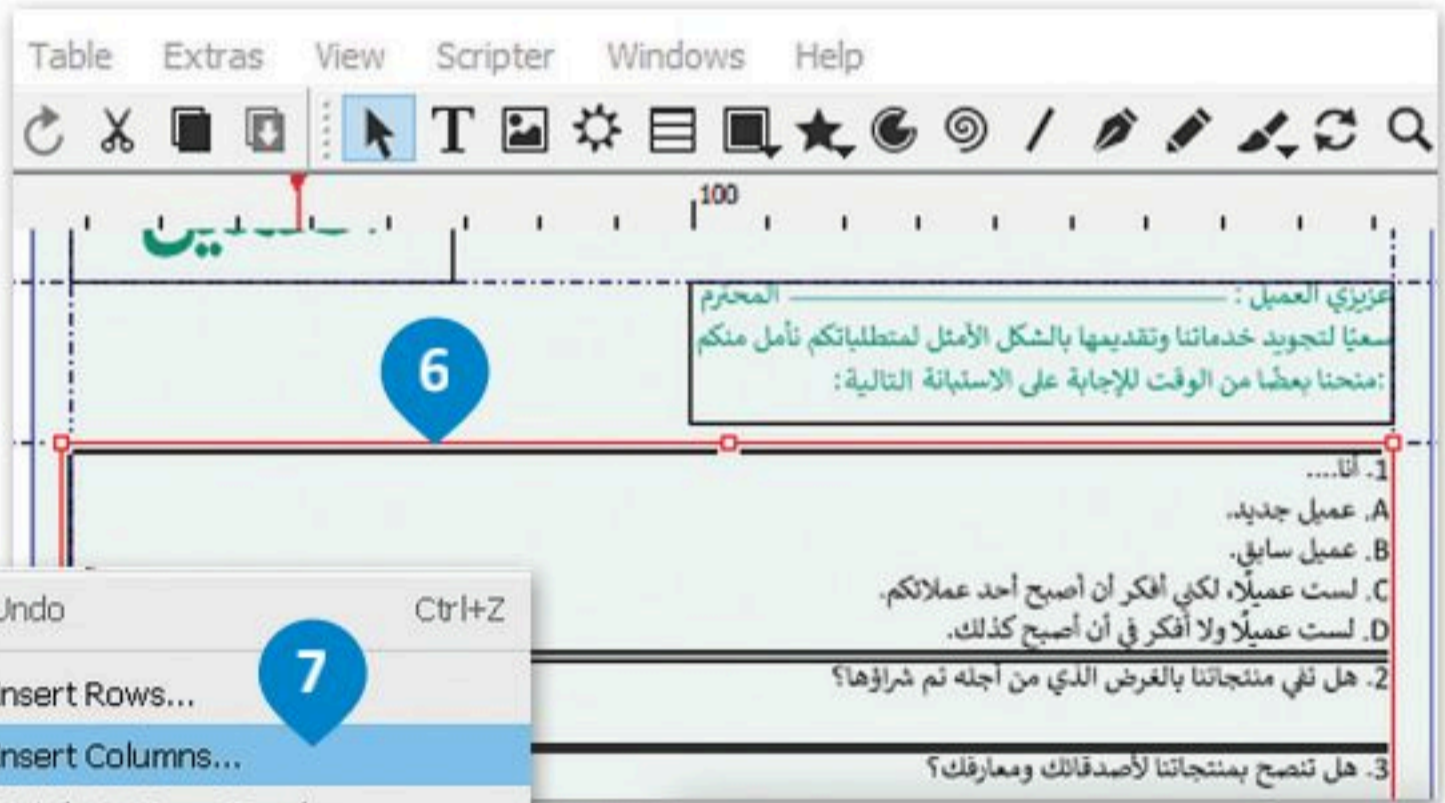 Table Extras View Scripter Windows Help
100
عزيزي العميل : ـــــــــــــ المحترم
سعيًا لتجويد خدماتنا وتقديمها بالشكل الأمثل لمتطلباتكم نأمل منكم
:منحنا بعضًا من الوقت للإجابة على الاستبانة التالية:
6
1. أنا....
A. عميل جديد.
B. عميل سابق.
C. لست عميلًا، لكني أفكر أن أصبح أحد عملائكم.
D. لست عميلًا ولا أفكر في أن أصبح كذلك.
2. هل تفي منتجاتنا بالغرض الذي من أجله تم شراؤها؟
3. هل تنصح بمنتجاتنا لأصدقائك ومعارفك؟
Undo Ctrl+Z
7
Insert Rows...
Insert Columns...